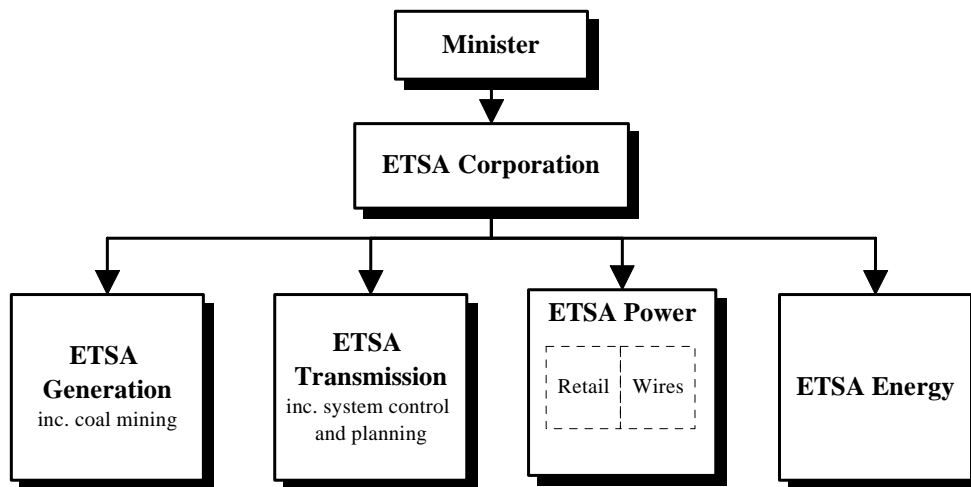 Minister
ETSA Corporation
ETSA
Generation
inc. coal mining
ETSA
Transmission
inc. system control
and planning
ETSA Power
Retail
Wires
ETSA Energy